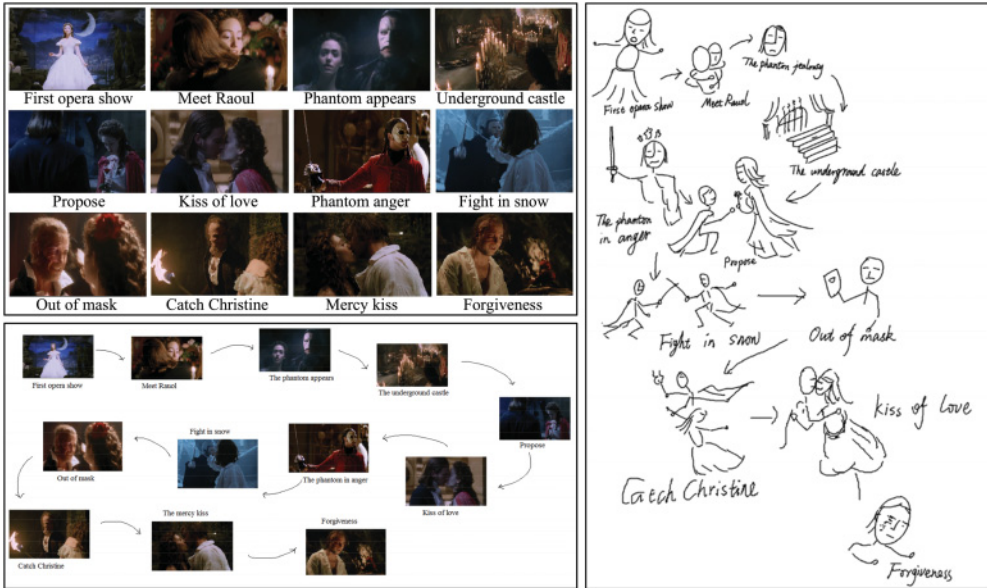 First opera show
Meet Raoul
Phantom appears
Underground castle
Propose
Kiss of love
Phantom anger
Fight in snow
Out of mask
Catch Christine
Mercy kiss
Forgiveness
First opera show
Meet Rauol
The phantom appears
The underground castle
Propose
Kiss of love
The phantom in anger
Fight in snow
Out of mask
Catch Christine
The mercy kiss
Forgiveness
First opera show
Meet Raoul
The phantom jealousy
The underground castle
Propose
The phantom
in anger
Fight in snow
Out of mask
Catch Christine
Kiss of Love
Forgiveness